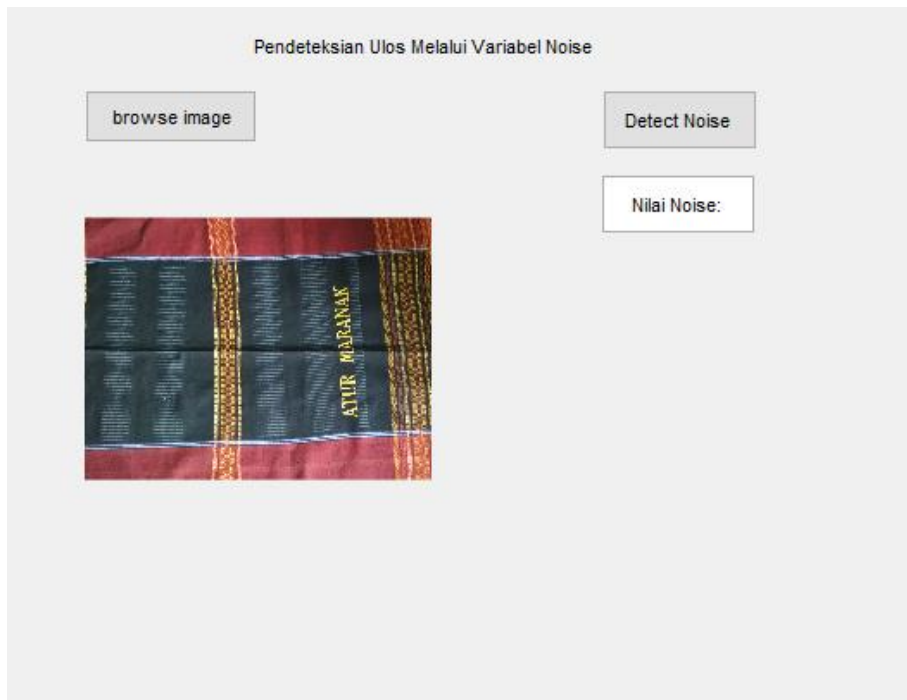 Pendeteksian Ulos Melalui Variabel Noise
browse image
Detect Noise
Nilai Noise:
ATUR MARANAK